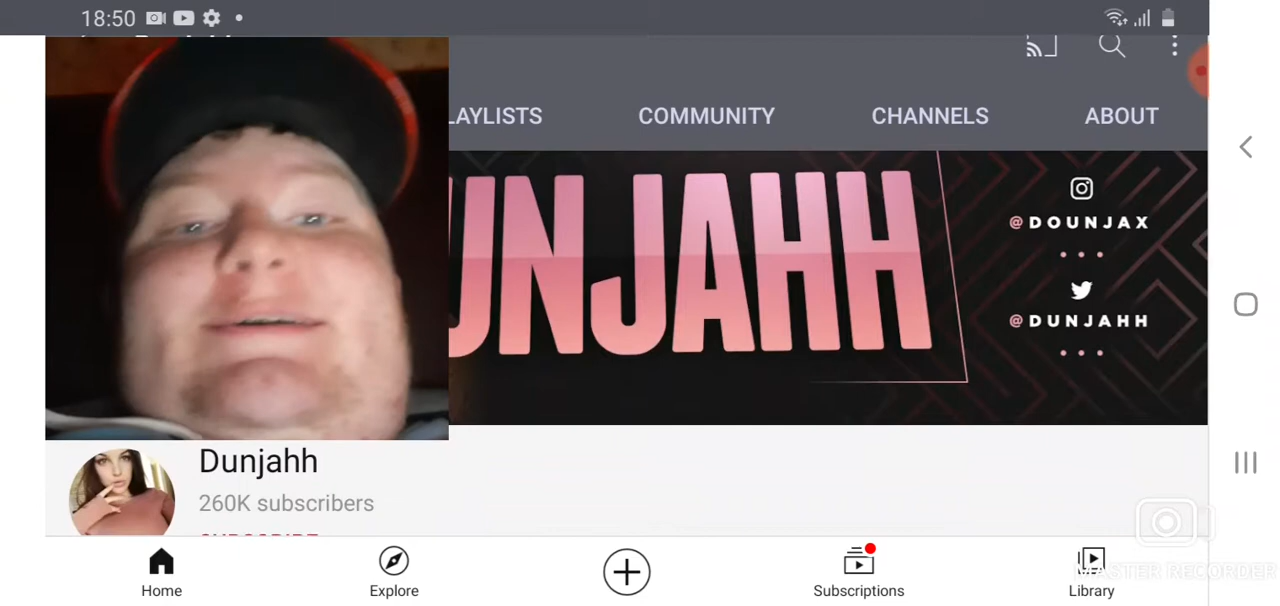 18:50
LAYLISTS COMMUNITY CHANNELS ABOUT
UNJAHH
@DOUNJAX
@DUNJAHH
Dunjahh
260K subscribers
Home Explore Subscriptions Library
MASTER RECORDER